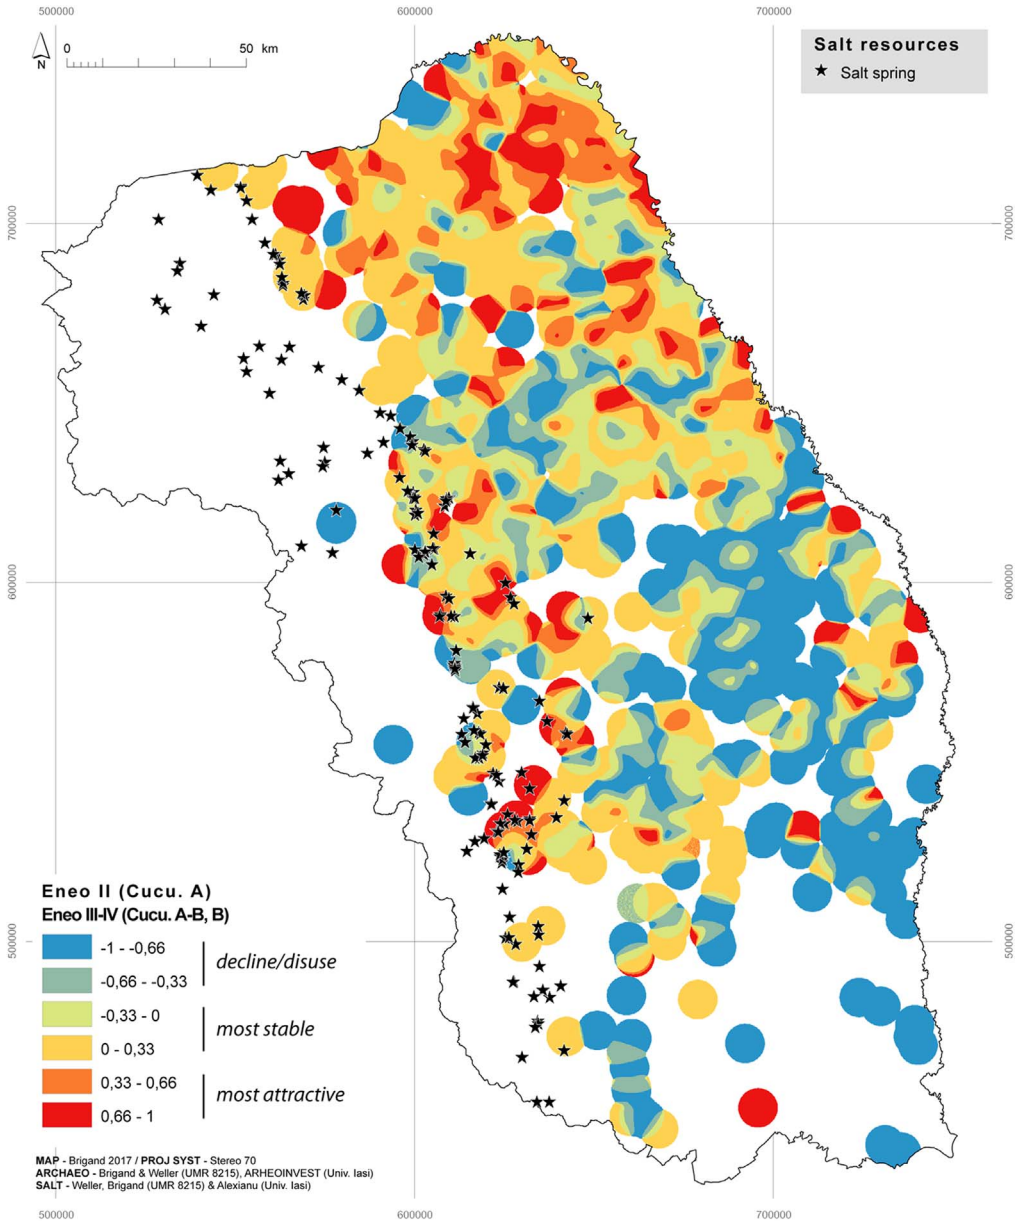 500000
600000
700000
0
50 km
N
Salt resources
Salt spring
700000
700000
600000
600000
500000
500000
Eneo II (Cucu. A)
Eneo III-IV (Cucu. A-B, B)
-1 - -0,66
decline/disuse
-0,66 - -0,33
-0,33 - 0
most stable
0 - 0,33
0,33 - 0,66
most attractive
0,66 - 1
MAP - Brigand 2017 / PROJ SYST - Stereo 70
ARCHAEO - Brigand & Weller (UMR 8215), ARHEOINVEST (Univ. Iasi)
SALT - Weller, Brigand (UMR 8215) & Alexianu (Univ. Iasi)
500000
600000
700000